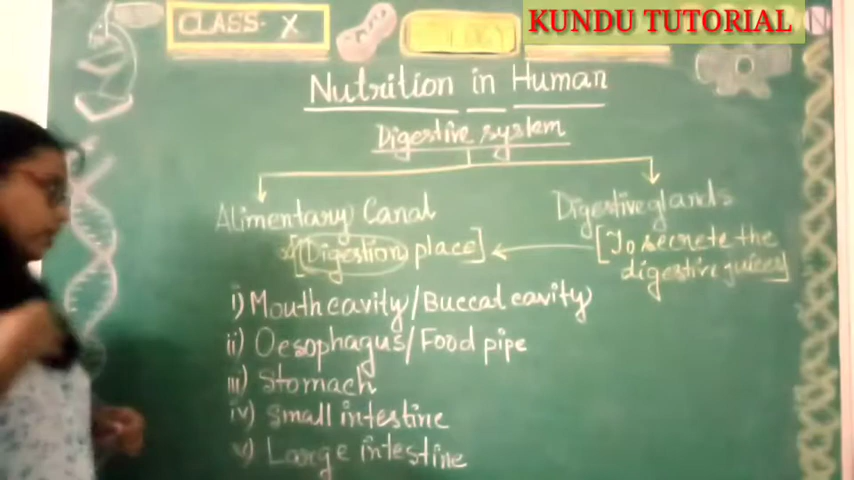 KUNDU TUTORIAL
CLASS- X
Nutrition in Human
Digestive system
Alimentary Canal
Digestive glands
[Digestion place]
[To secrete the
digestive juices]
i) Mouth cavity/Buccal cavity
ii) Oesophagus/Food pipe
iii) Stomach
iv) Small intestine
v) Large intestine